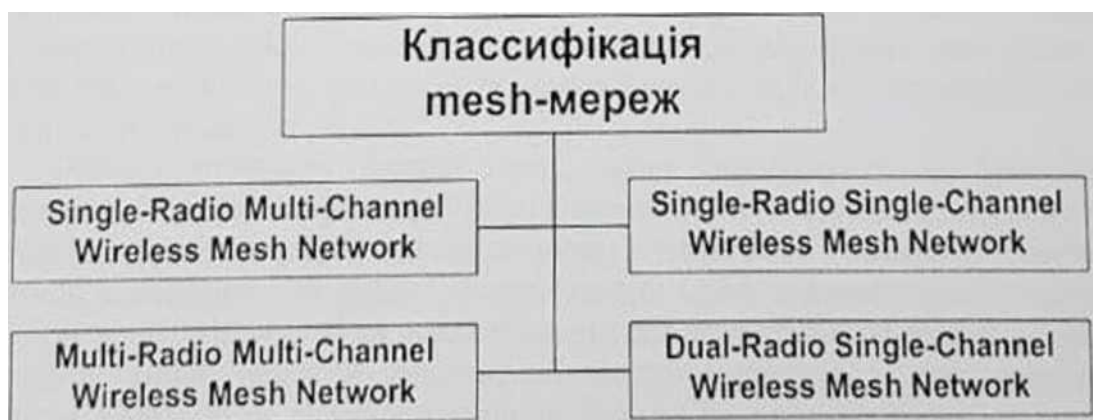 Классифікація
mesh-мереж
Single-Radio Multi-Channel
Wireless Mesh Network
Single-Radio Single-Channel
Wireless Mesh Network
Multi-Radio Multi-Channel
Wireless Mesh Network
Dual-Radio Single-Channel
Wireless Mesh Network